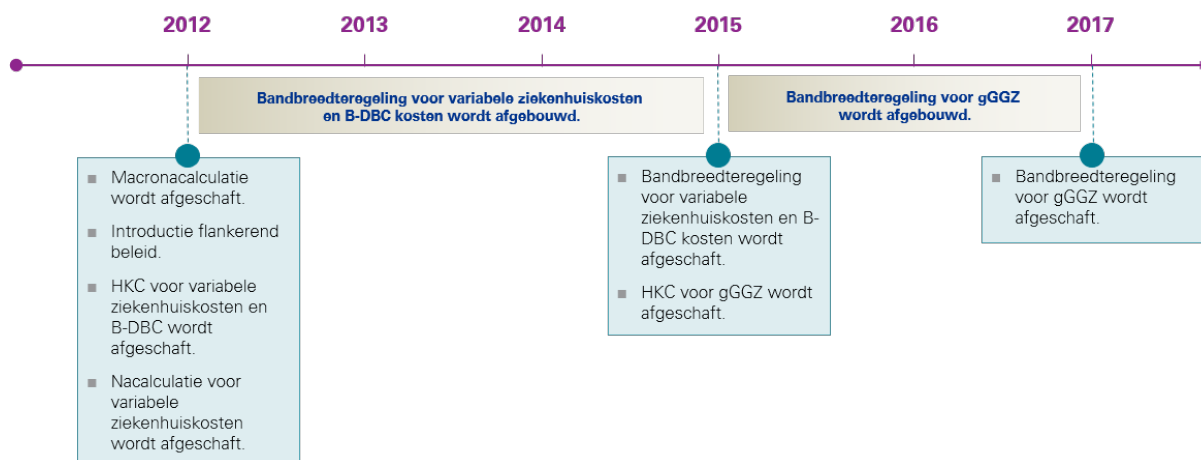 2012 2013 2014 2015 2016 2017
Bandbreedteregeling voor variabele ziekenhuiskosten
en B-DBC kosten wordt afgebouwd.
Bandbreedteregeling voor gGGZ
wordt afgebouwd.
Macronacalculatie
wordt afgeschaft.
Introductie flankerend
beleid.
HKC voor variabele
ziekenhuiskosten en
B-DBC wordt
afgeschaft.
Nacalculatie voor
variabele
ziekenhuiskosten
wordt afgeschaft.
Bandbreedteregeling
voor variabele
ziekenhuiskosten en B-
DBC kosten wordt
afgeschaft.
HKC voor gGGZ wordt
afgeschaft.
Bandbreedteregeling
voor gGGZ wordt
afgeschaft.